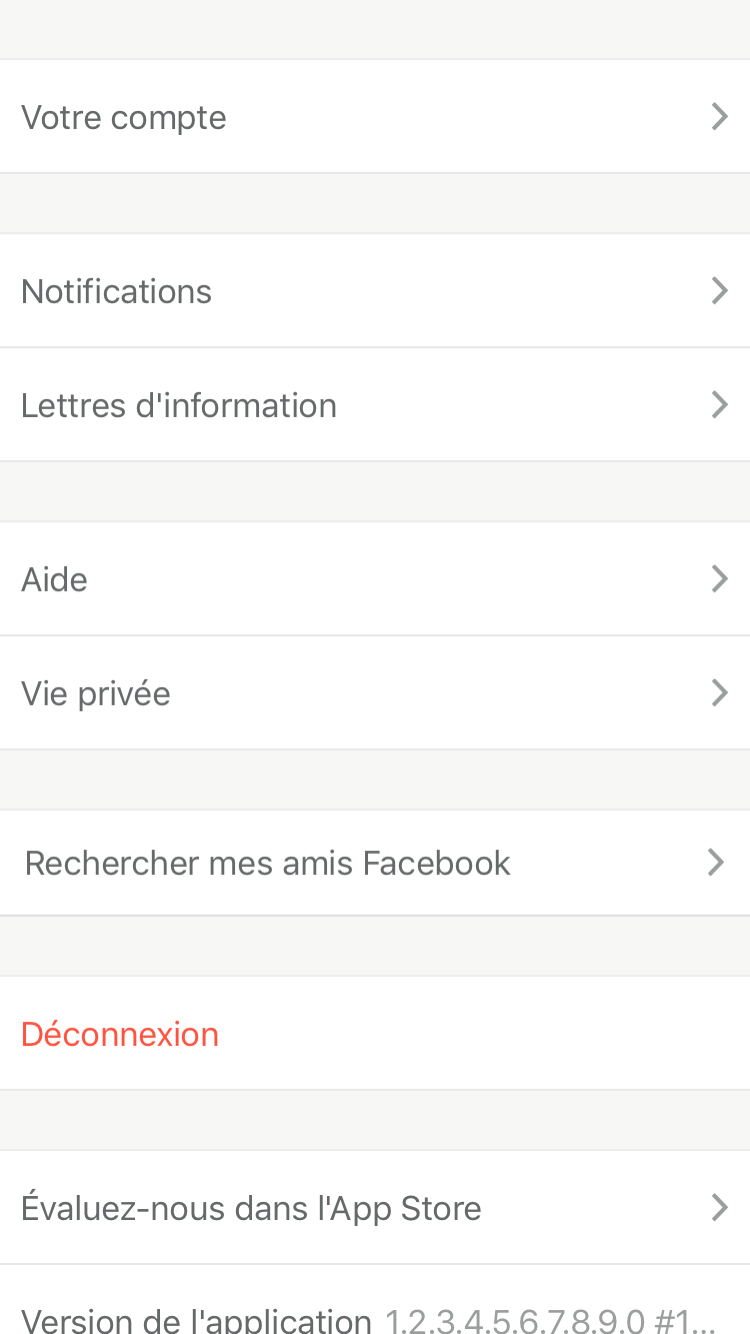 Votre compte
Notifications
Lettres d'information
Aide
Vie privée
Rechercher mes amis Facebook
Déconnexion
Évaluez-nous dans l'App Store
Version de l'application 1.2.3.4.5.6.7.8.9.0 #1...